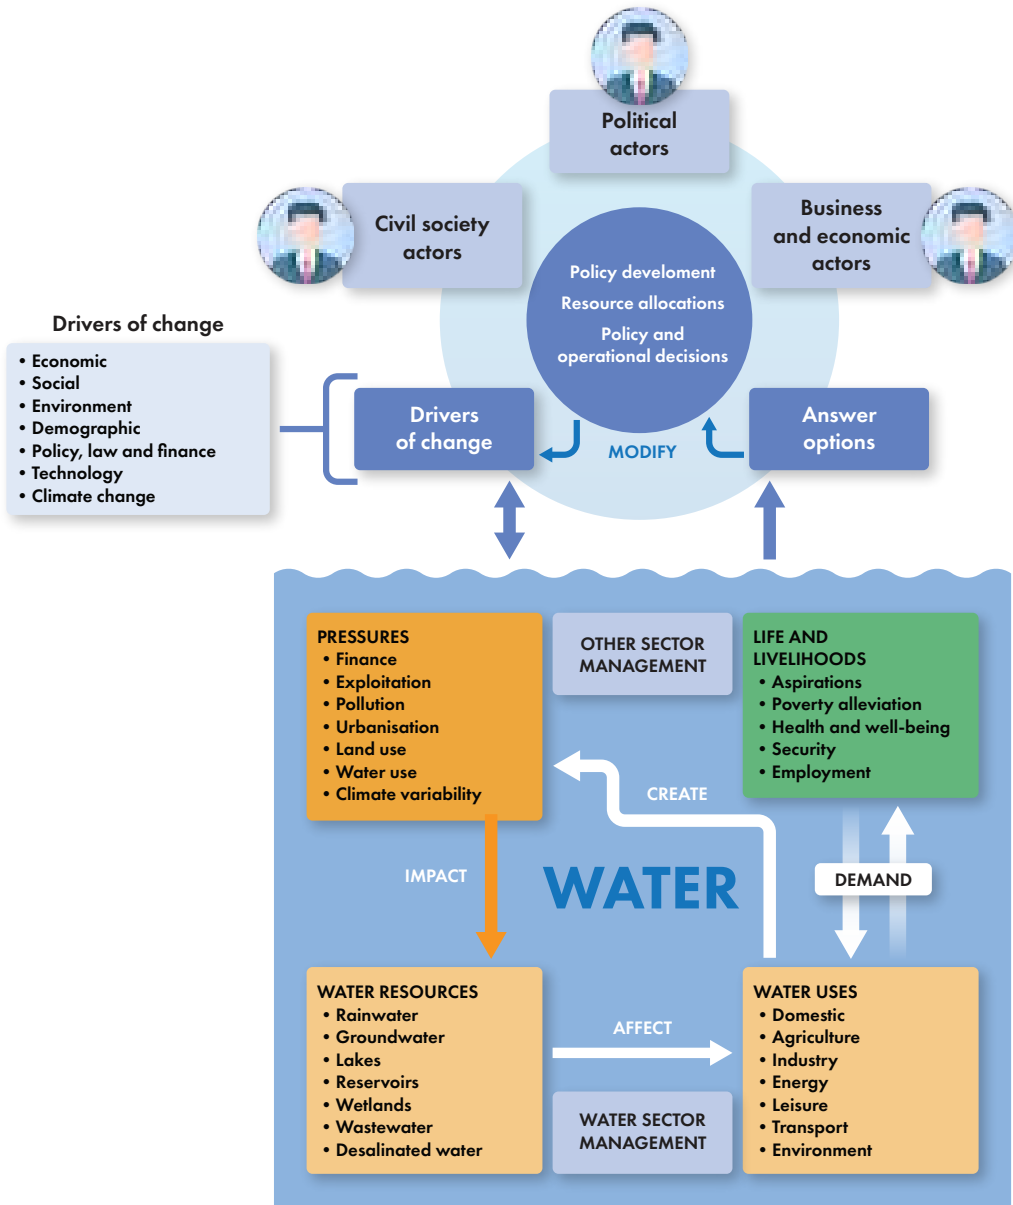 Political
actors
Civil society
actors
Business
and economic
actors
Policy develoment
Resource allocations
Policy and
operational decisions
Drivers of change
• Economic
• Social
• Environment
• Demographic
• Policy, law and finance
• Technology
• Climate change
Drivers
of change
MODIFY
Answer
options
PRESSURES
• Finance
• Exploitation
• Pollution
• Urbanisation
• Land use
• Water use
• Climate variability
OTHER SECTOR
MANAGEMENT
LIFE AND
LIVELIHOODS
• Aspirations
• Poverty alleviation
• Health and well-being
• Security
• Employment
CREATE
IMPACT
WATER
DEMAND
WATER RESOURCES
• Rainwater
• Groundwater
• Lakes
• Reservoirs
• Wetlands
• Wastewater
• Desalinated water
AFFECT
WATER SECTOR
MANAGEMENT
WATER USES
• Domestic
• Agriculture
• Industry
• Energy
• Leisure
• Transport
• Environment